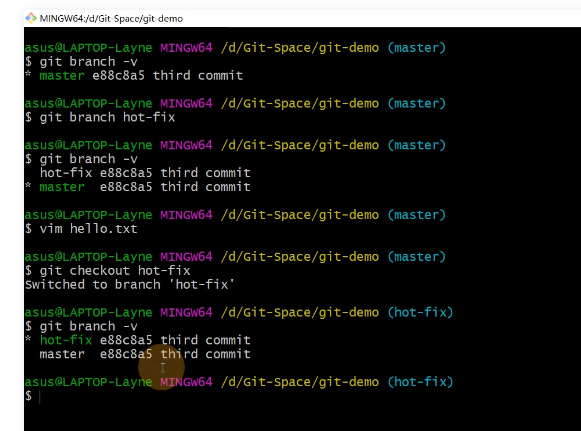 MINGW64:/d/Git-Space/git-demo
asus@LAPTOP-Layne MINGW64 /d/Git-Space/git-demo (master)
$ git branch -v
* master e88c8a5 third commit
asus@LAPTOP-Layne MINGW64 /d/Git-Space/git-demo (master)
$ git branch hot-fix
asus@LAPTOP-Layne MINGW64 /d/Git-Space/git-demo (master)
$ git branch -v
  hot-fix e88c8a5 third commit
* master  e88c8a5 third commit
asus@LAPTOP-Layne MINGW64 /d/Git-Space/git-demo (master)
$ vim hello.txt
asus@LAPTOP-Layne MINGW64 /d/Git-Space/git-demo (master)
$ git checkout hot-fix
Switched to branch 'hot-fix'
asus@LAPTOP-Layne MINGW64 /d/Git-Space/git-demo (hot-fix)
$ git branch -v
* hot-fix e88c8a5 third commit
  master  e88c8a5 third commit
asus@LAPTOP-Layne MINGW64 /d/Git-Space/git-demo (hot-fix)
$